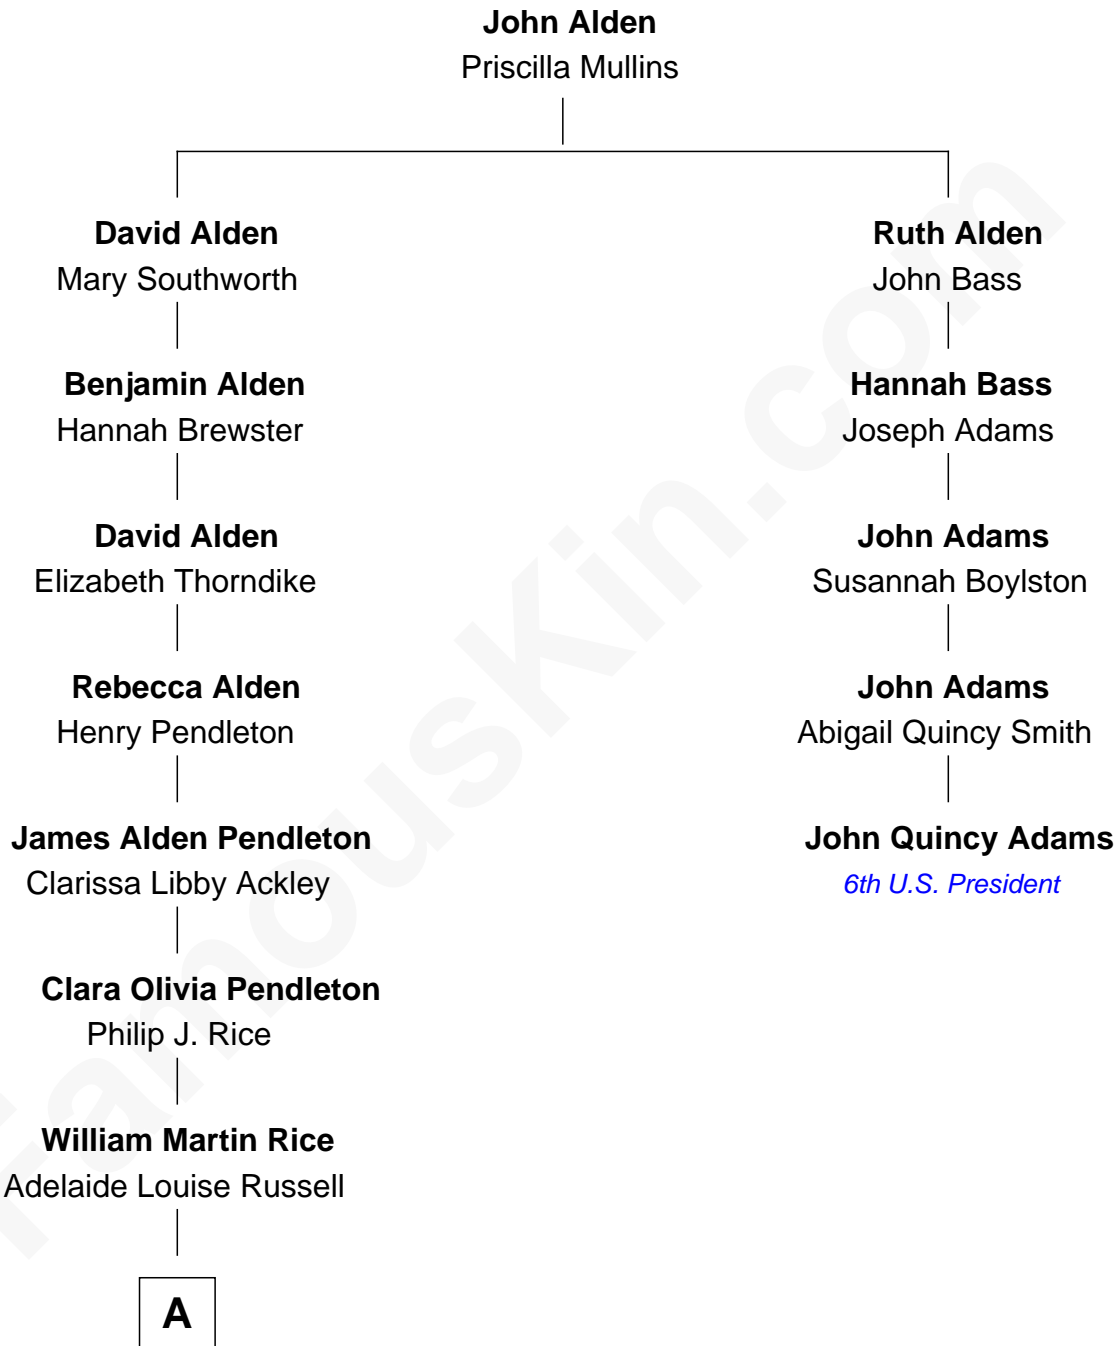 John Alden
Priscilla Mullins
David Alden
Mary Southworth
Ruth Alden
John Bass
Benjamin Alden
Hannah Brewster
Hannah Bass
Joseph Adams
David Alden
Elizabeth Thorndike
John Adams
Susannah Boylston
Rebecca Alden
Henry Pendleton
John Adams
Abigail Quincy Smith
James Alden Pendleton
Clarissa Libby Ackley
John Quincy Adams
6th U.S. President
Clara Olivia Pendleton
Philip J. Rice
William Martin Rice
Adelaide Louise Russell
A
FamousKin.com